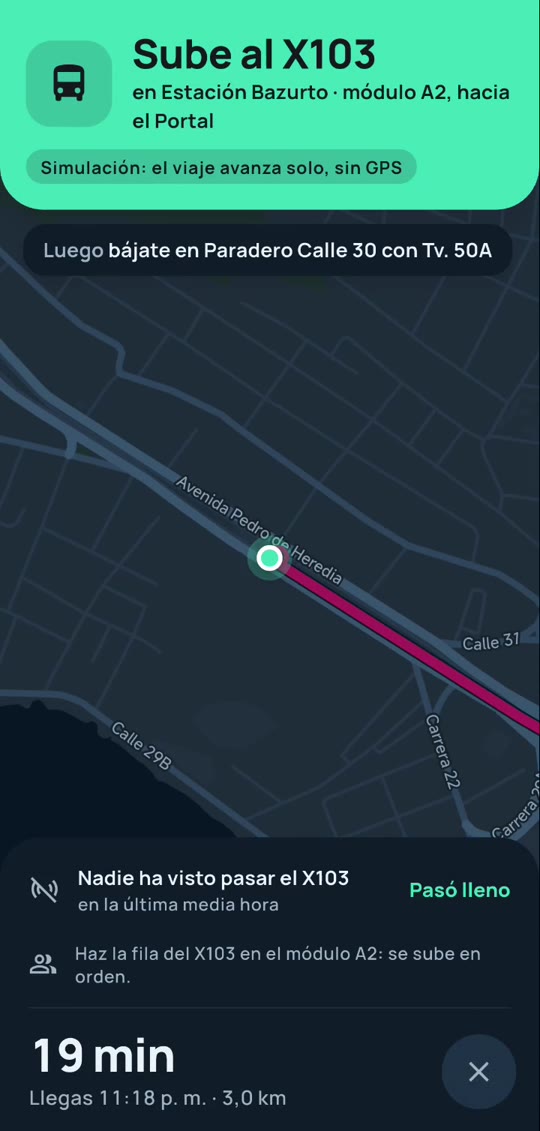 Sube al X103
en Estación Bazurto · módulo A2, hacia
el Portal
Simulación: el viaje avanza solo, sin GPS
Luego bájate en Paradero Calle 30 con Tv. 50A
Avenida Pedro de Heredia
Calle 31
Calle 29B
Carrera 22
Nadie ha visto pasar el X103
en la última media hora
Pasó lleno
Haz la fila del X103 en el módulo A2: se sube en
orden.
19 min
Llegas 11:18 p. m. · 3,0 km